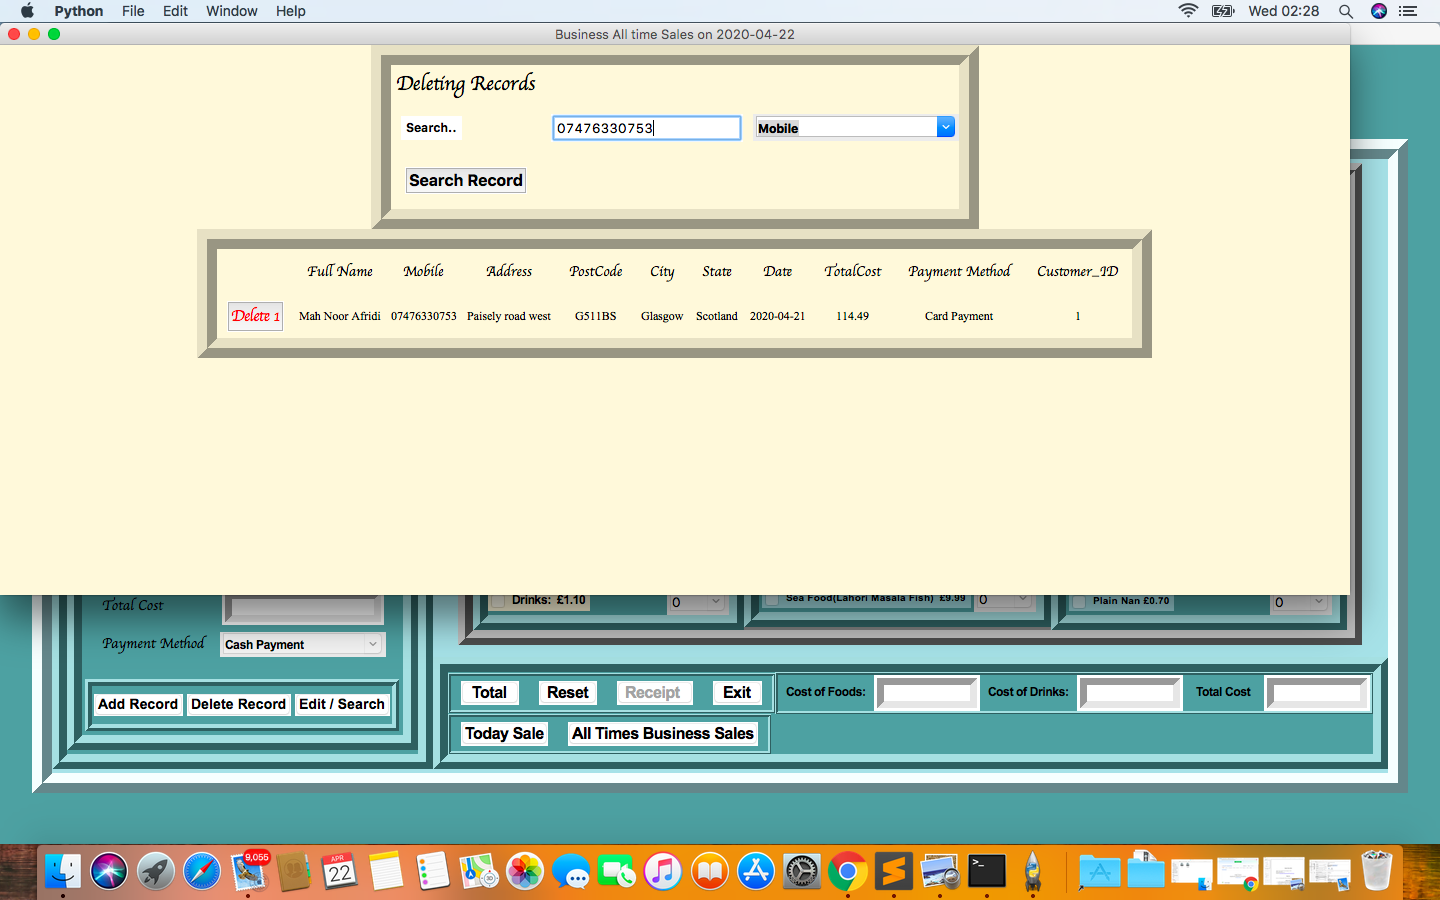 Python File Edit Window Help Wed 02:28
Business All time Sales on 2020-04-22
Deleting Records
Search.. 07476330753 Mobile
Search Record
Full Name Mobile Address PostCode City State Date TotalCost Payment Method Customer_ID
Delete 1 Mah Noor Afridi 07476330753 Paisely road west G511BS Glasgow Scotland 2020-04-21 114.49 Card Payment 1
Total Cost Drinks: £1.10 0 Sea Food(Lahori Masala Fish) £9.99 0 Plain Nan £0.70 0
Payment Method Cash Payment
Total Reset Receipt Exit Cost of Foods: Cost of Drinks: Total Cost
Add Record Delete Record Edit / Search
Today Sale All Times Business Sales
9,055
APR
22